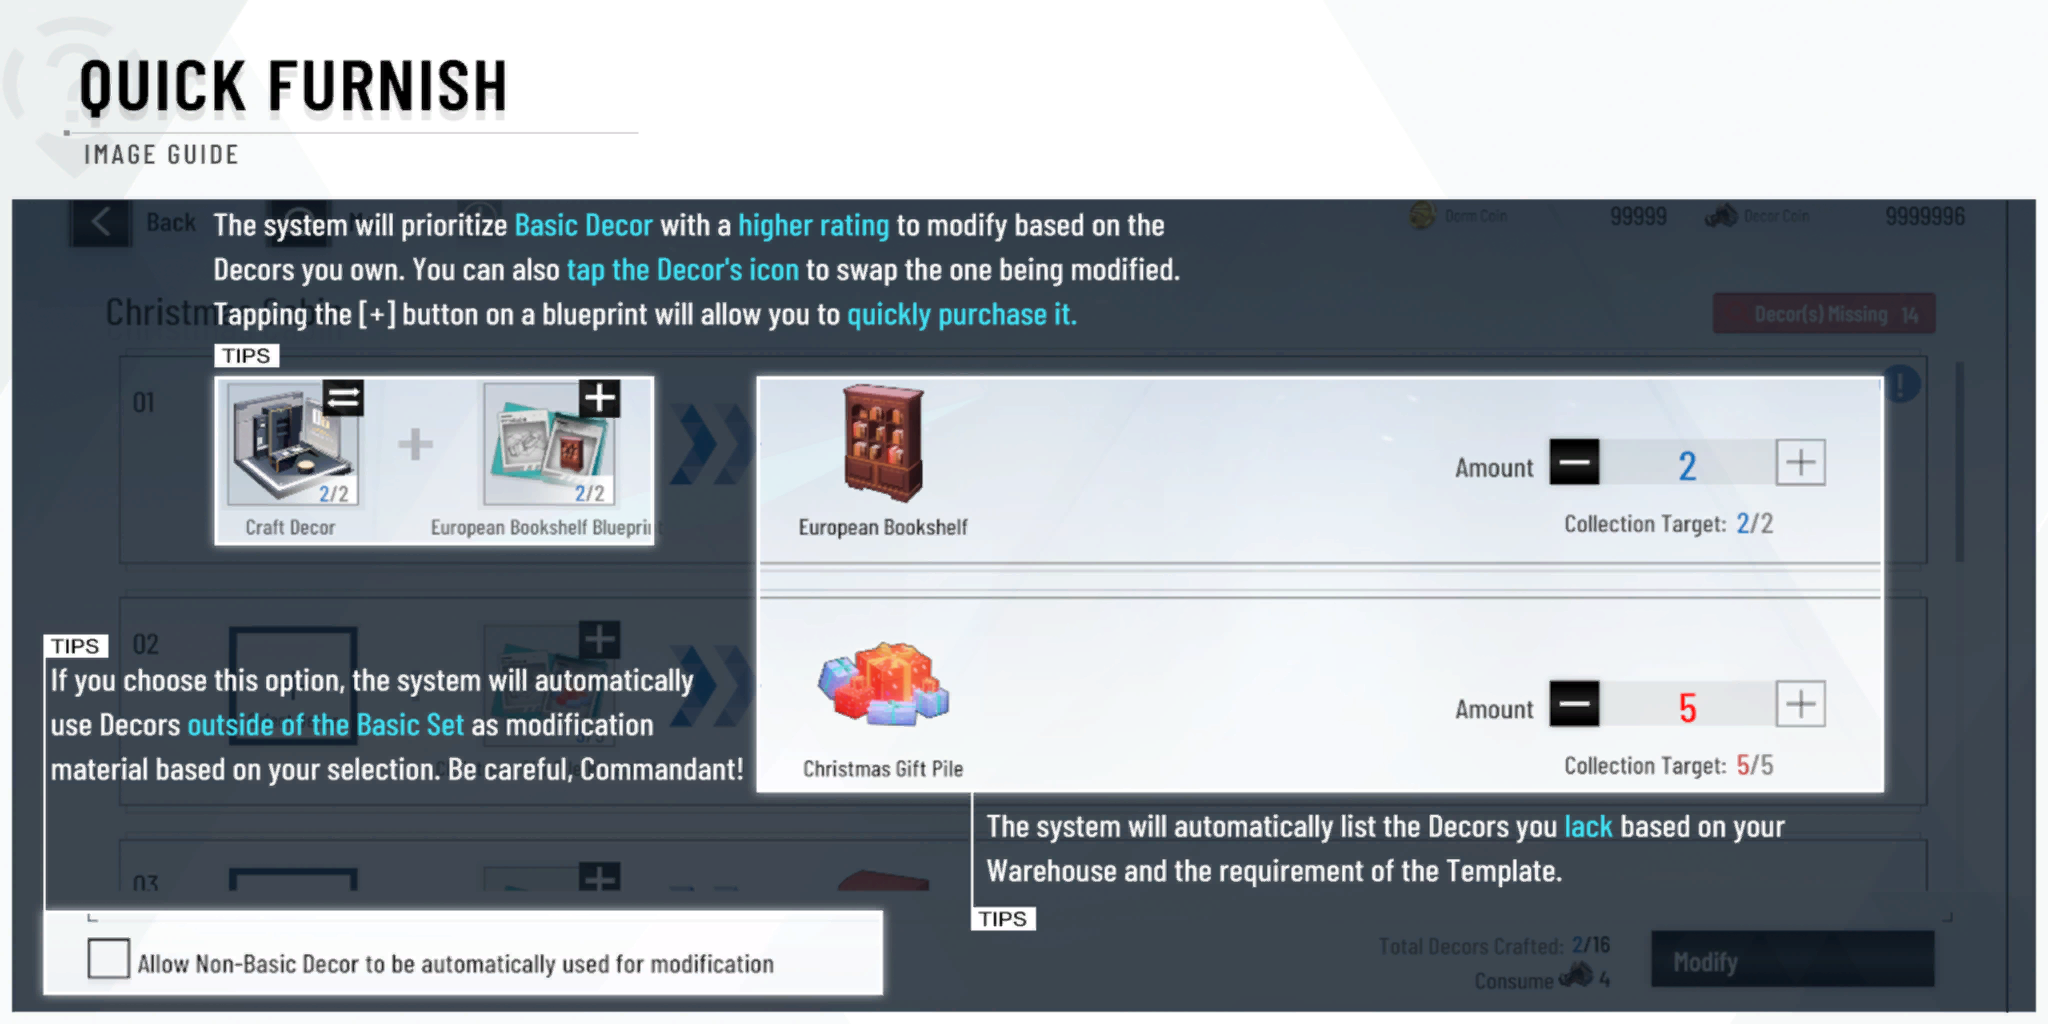 QUICK FURNISH
IMAGE GUIDE
Back
Dorm Coin
99999
Decor Coin
9999996
The system will prioritize Basic Decor with a higher rating to modify based on the
Decors you own. You can also tap the Decor's icon to swap the one being modified.
Tapping the [+] button on a blueprint will allow you to quickly purchase it.
Decor(s) Missing 14
TIPS
01
2/2
2/2
Craft Decor
European Bookshelf Blueprint
European Bookshelf
Amount
2
Collection Target: 2/2
02
TIPS
If you choose this option, the system will automatically
use Decors outside of the Basic Set as modification
material based on your selection. Be careful, Commandant!
Christmas Gift Pile
Amount
5
Collection Target: 5/5
The system will automatically list the Decors you lack based on your
Warehouse and the requirement of the Template.
TIPS
03
Allow Non-Basic Decor to be automatically used for modification
Total Decors Crafted: 2/16
Consume 4
Modify